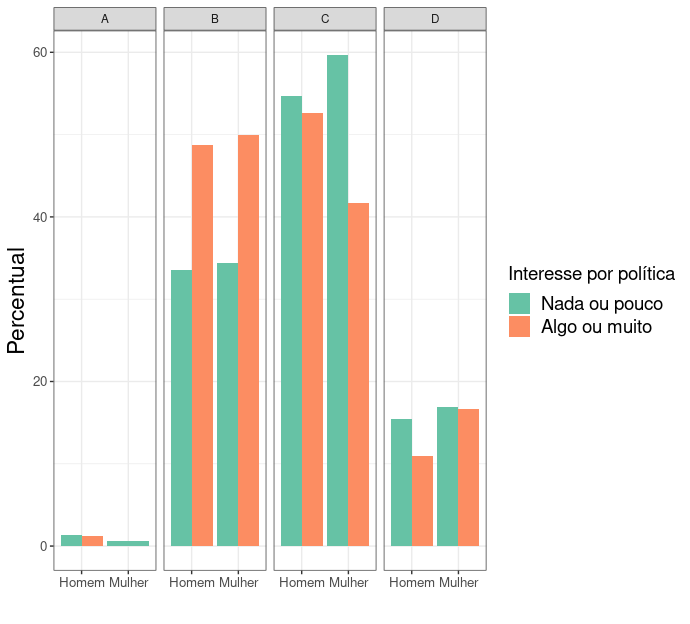 A B C D
Percentual
60
40
20
0
Homem Mulher Homem Mulher Homem Mulher Homem Mulher
Interesse por política
Nada ou pouco
Algo ou muito